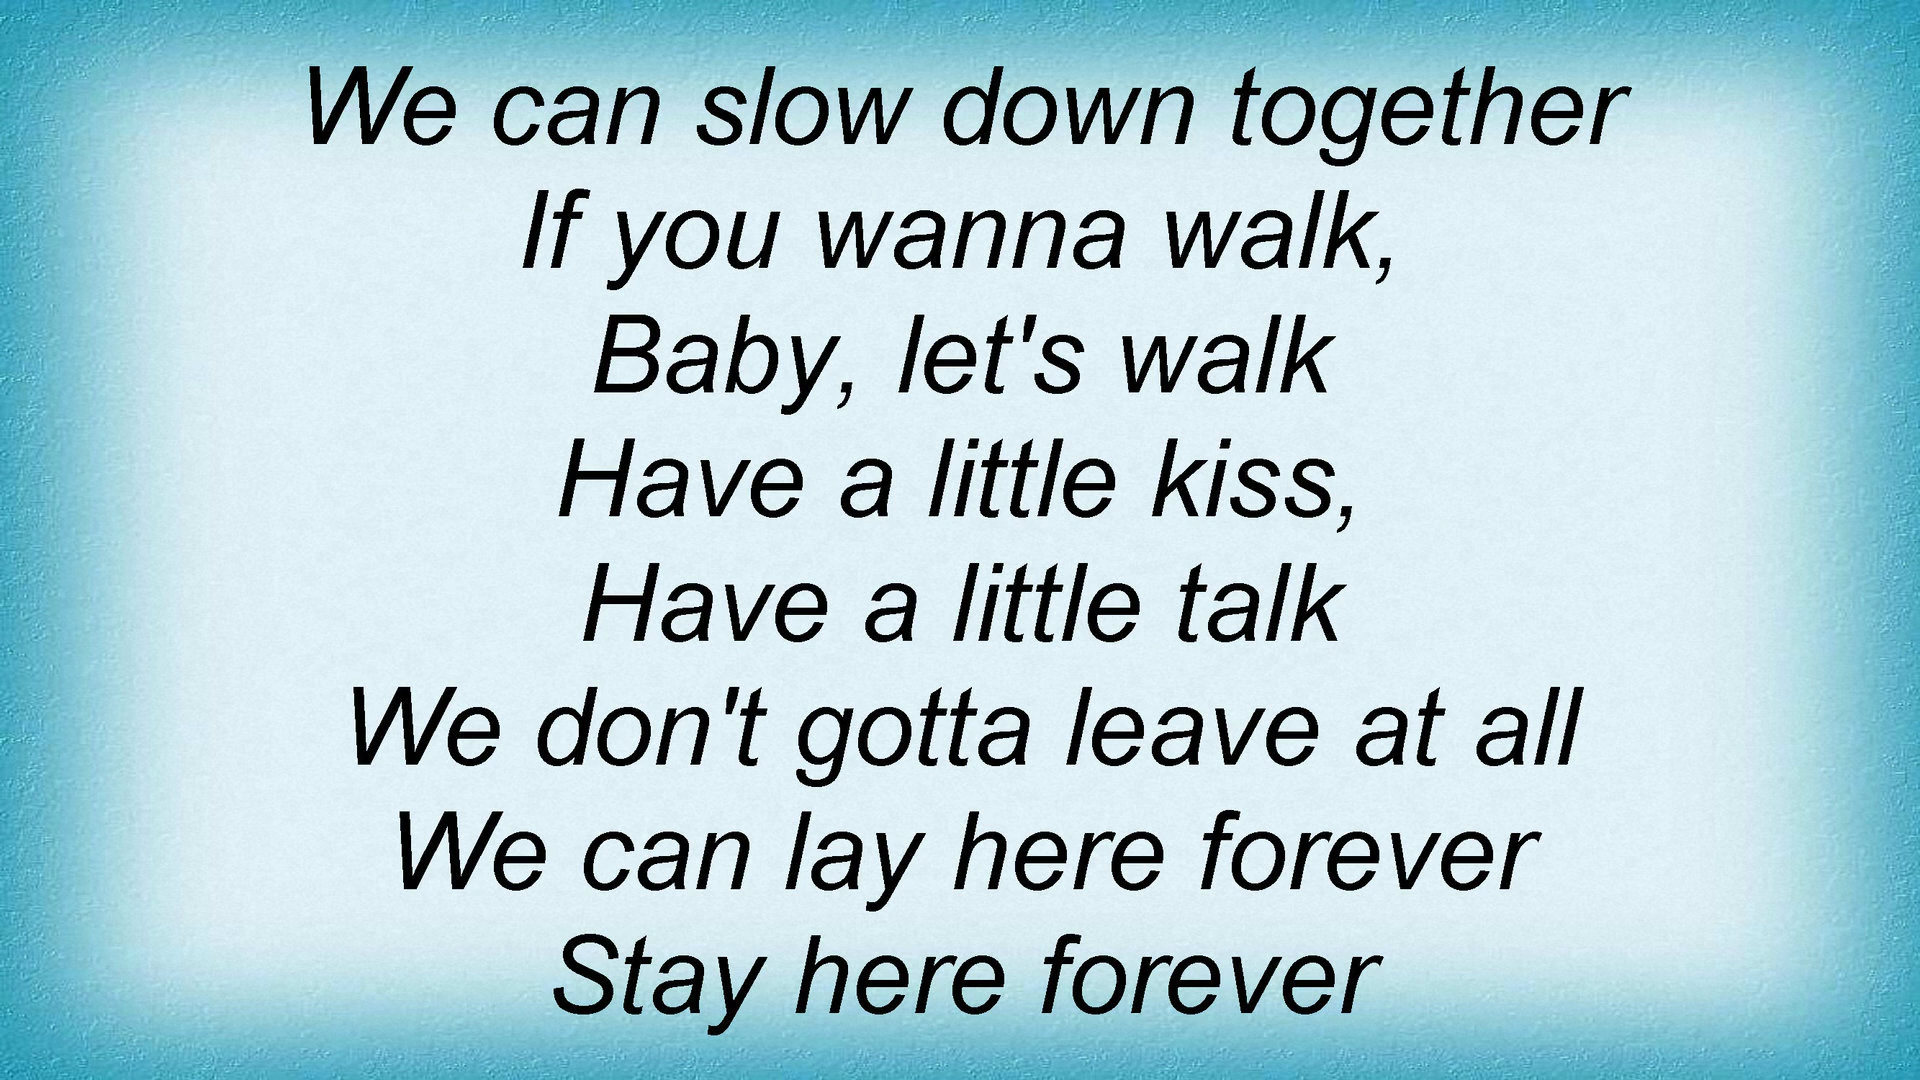 We can slow down together
If you wanna walk,
Baby, let's walk
Have a little kiss,
Have a little talk
We don't gotta leave at all
We can lay here forever
Stay here forever